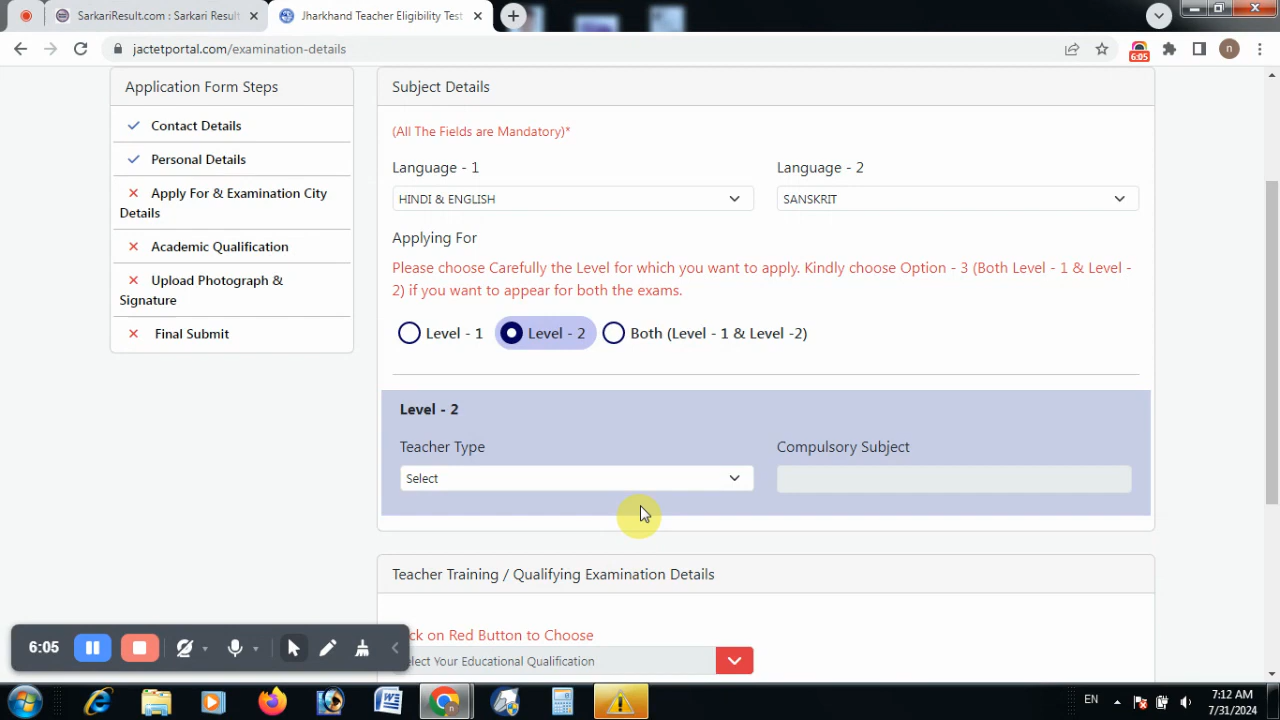 SarkariResult.com : Sarkari Result
Jharkhand Teacher Eligibility Test
jactetportal.com/examination-details
6:05
n
Application Form Steps
Contact Details
Personal Details
Apply For & Examination City
Details
Academic Qualification
Upload Photograph &
Signature
Final Submit
Subject Details
(All The Fields are Mandatory)*
Language - 1
Language - 2
HINDI & ENGLISH
SANSKRIT
Applying For
Please choose Carefully the Level for which you want to apply. Kindly choose Option - 3 (Both Level - 1 & Level -
2) if you want to appear for both the exams.
Level - 1
Level - 2
Both (Level - 1 & Level -2)
Level - 2
Teacher Type
Compulsory Subject
Select
Teacher Training / Qualifying Examination Details
on Red Button to Choose
Your Educational Qualification
6:05
EN
7:12 AM
7/31/2024